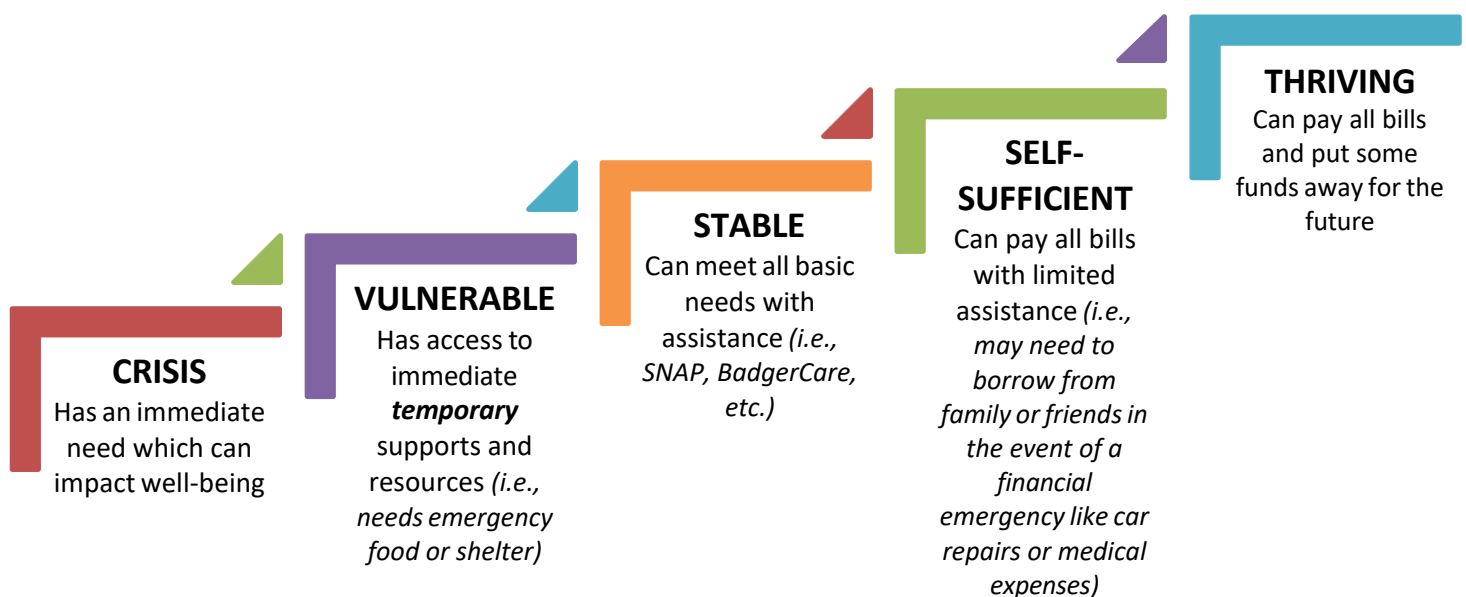 CRISIS
Has an immediate
need which can
impact well-being
VULNERABLE
Has access to
immediate
temporary
supports and
resources (i.e.,
needs emergency
food or shelter)
STABLE
Can meet all basic
needs with
assistance (i.e.,
SNAP, BadgerCare,
etc.)
SELF-
SUFFICIENT
Can pay all bills
with limited
assistance (i.e.,
may need to
borrow from
family or friends in
the event of a
financial
emergency like car
repairs or medical
expenses)
THRIVING
Can pay all bills
and put some
funds away for the
future